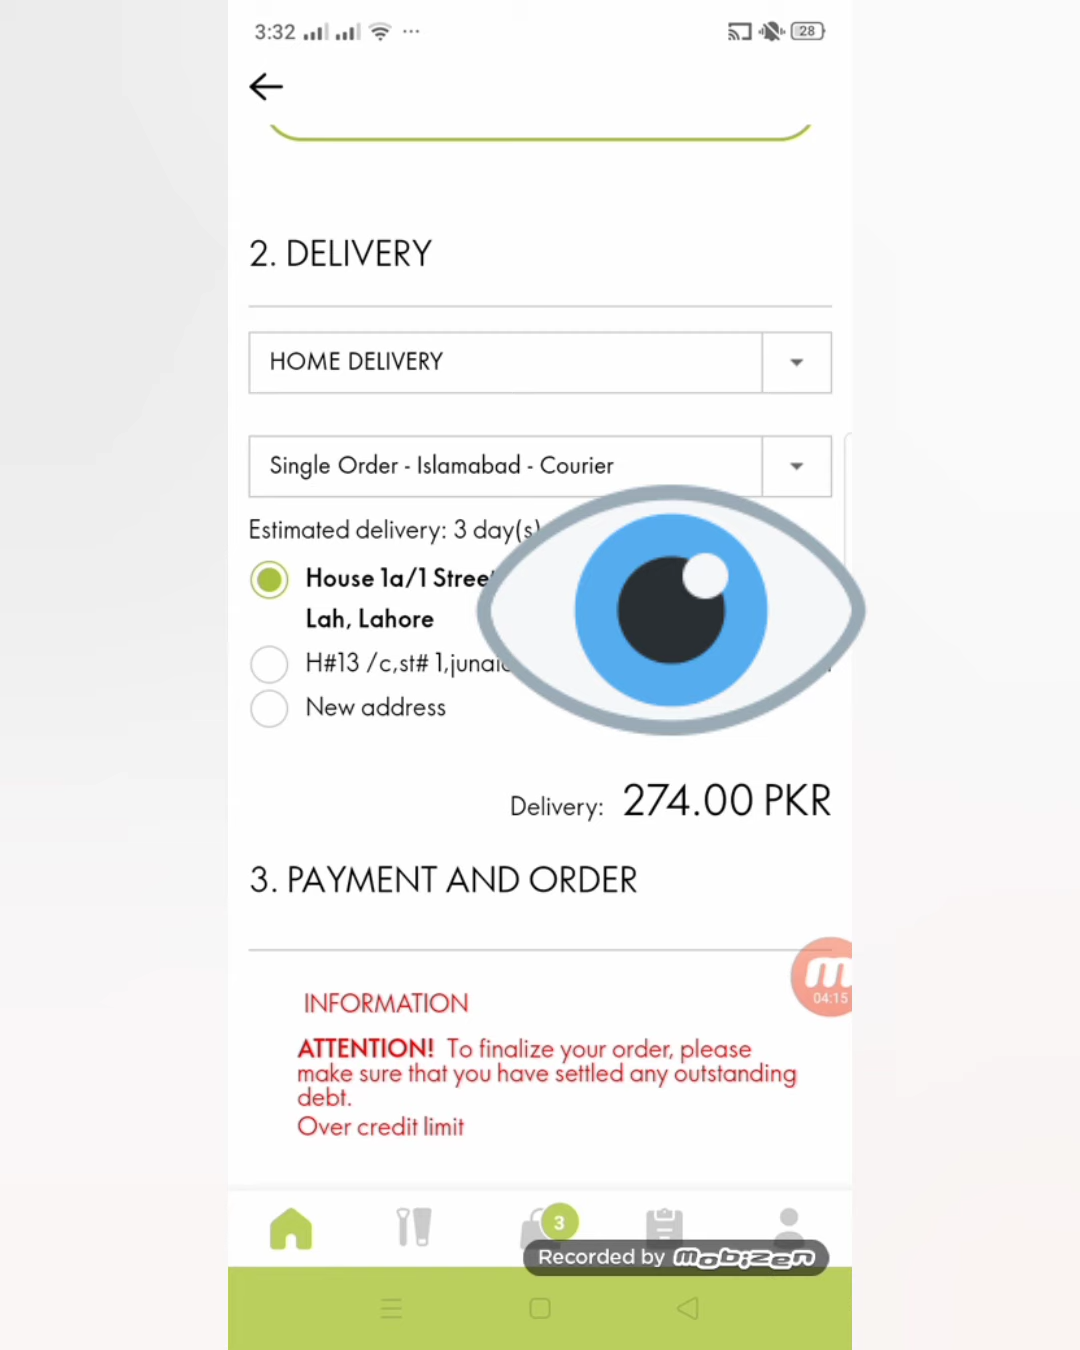 3:32
28
2. DELIVERY
HOME DELIVERY
Single Order - Islamabad - Courier
Estimated delivery: 3 day(s)
House 1a/1
Lah, Lahore
H#13 /c,st# 1,
New address
Delivery: 274.00 PKR
3. PAYMENT AND ORDER
INFORMATION
ATTENTION! To finalize your order, please
make sure that you have settled any outstanding
debt.
Over credit limit
m
04:15
3
Recorded by mobizen